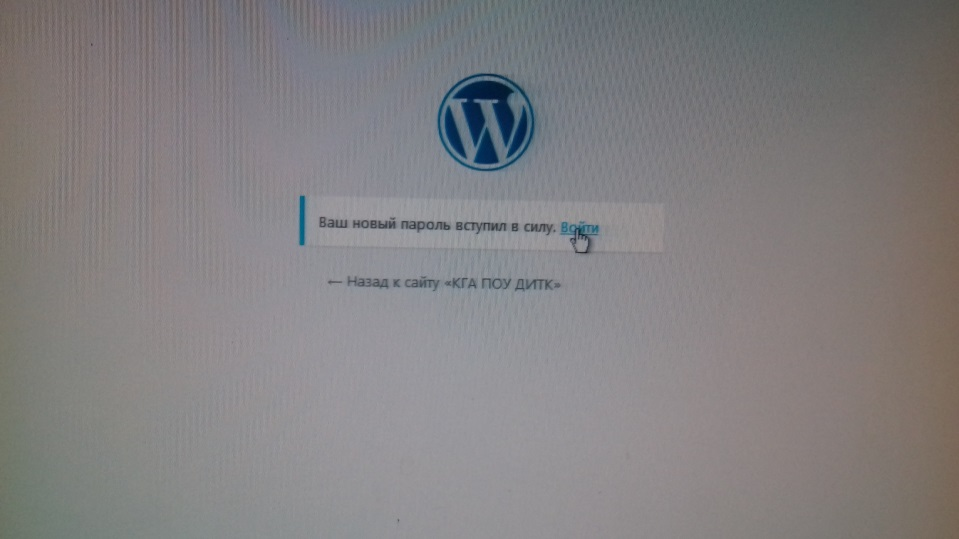 Ваш новый пароль вступил в силу. Войти
← Назад к сайту «КГА ПОУ ДИТК»